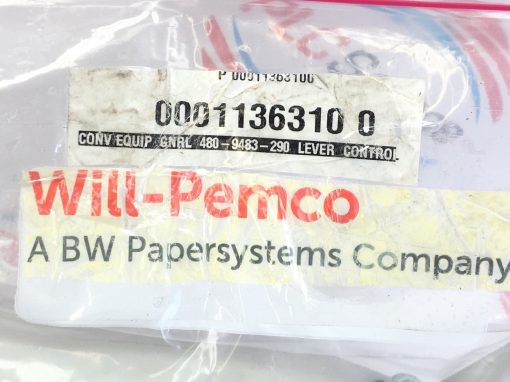 P 00011363100
0001136310 0
CONV EQUIP GNRL 480-9483-290 LEVER CONTROL
Will-Pemco
A BW Papersystems Company